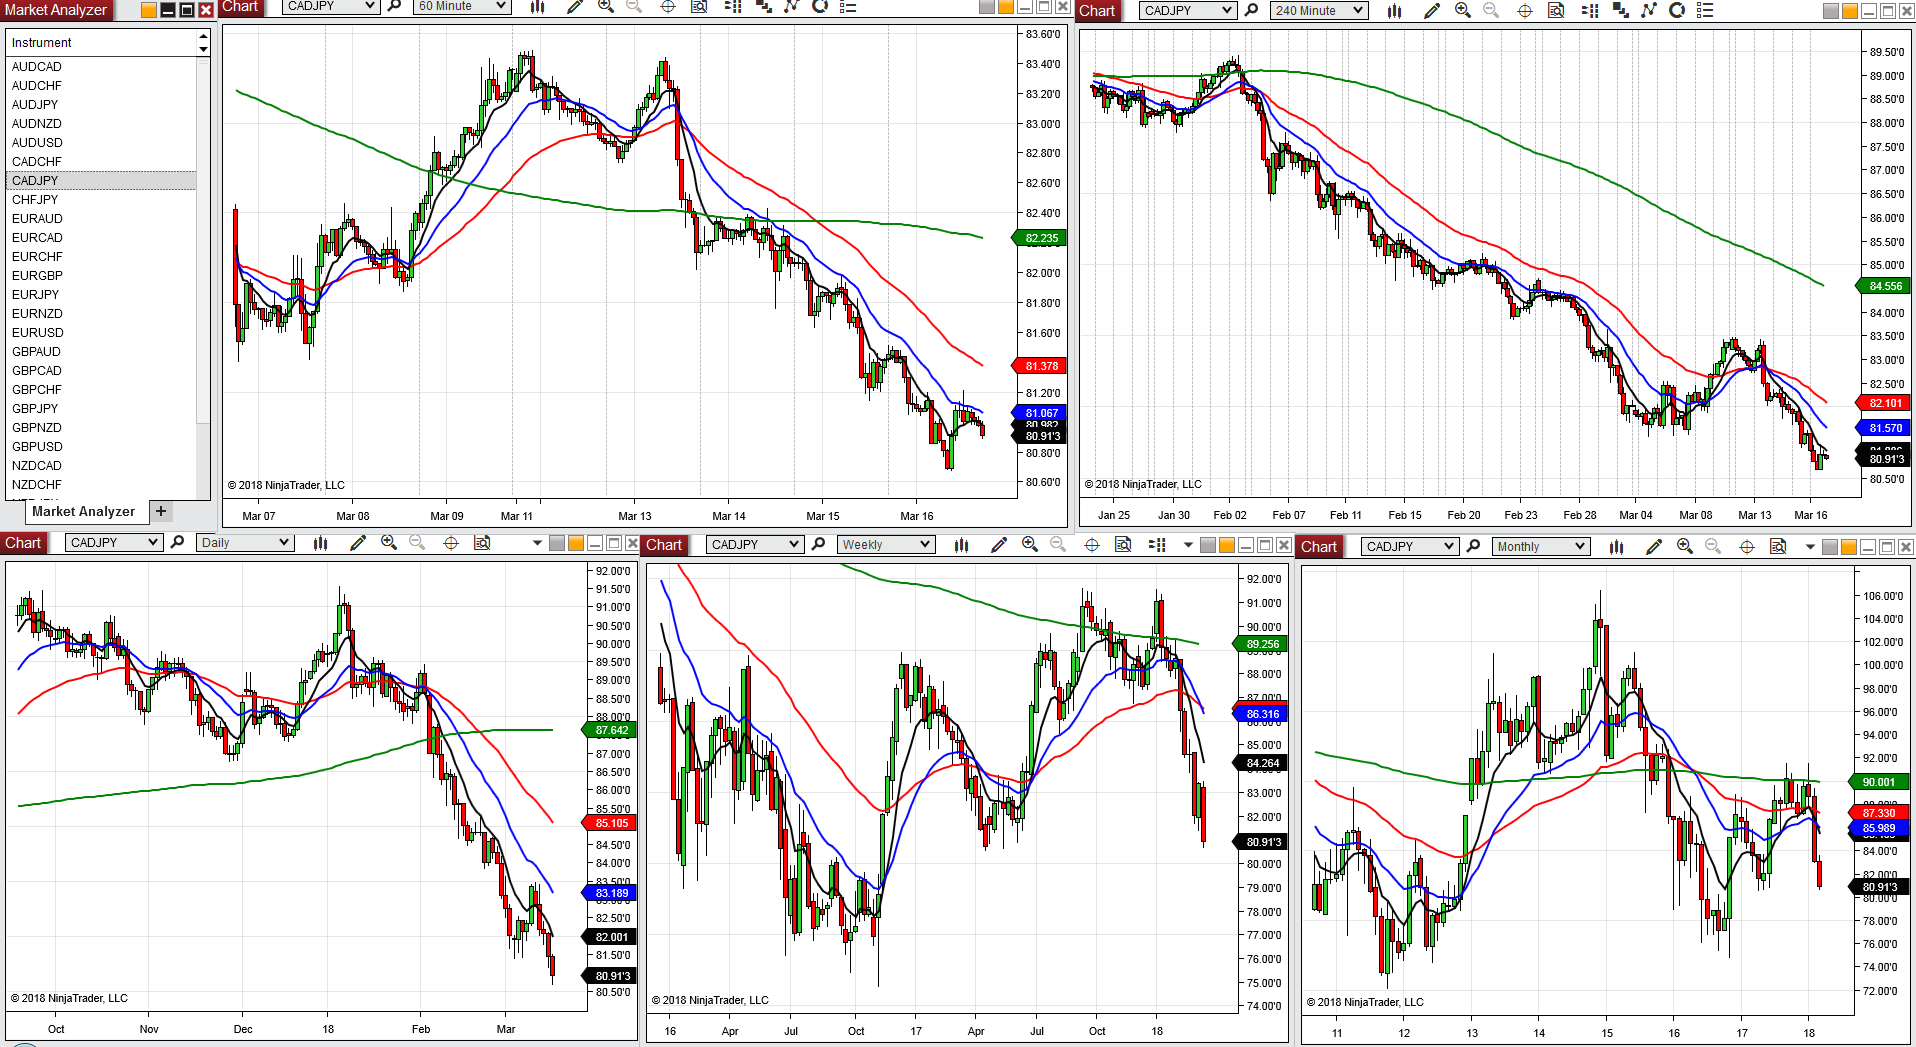 Market Analyzer
Instrument
AUDCAD
AUDCHF
AUDJPY
AUDNZD
AUDUSD
CADCHF
CADJPY
CHFJPY
EURAUD
EURCAD
EURCHF
EURGBP
EURJPY
EURNZD
EURUSD
GBPAUD
GBPCAD
GBPCHF
GBPJPY
GBPNZD
GBPUSD
NZDCAD
NZDCHF
Market Analyzer +
Chart CADJPY 60 Minute
83.60'0
83.40'0
83.20'0
83.00'0
82.80'0
82.60'0
82.40'0
82.235
82.00'0
81.80'0
81.60'0
81.378
81.20'0
81.067
80.982
80.91'3
80.80'0
80.60'0
© 2018 NinjaTrader, LLC
Mar 07 Mar 08 Mar 09 Mar 11 Mar 13 Mar 14 Mar 15 Mar 16
Chart CADJPY 240 Minute
89.50'0
89.00'0
88.50'0
88.00'0
87.50'0
87.00'0
86.50'0
86.00'0
85.50'0
85.00'0
84.556
84.00'0
83.50'0
83.00'0
82.50'0
82.101
81.570
80.91'3
80.50'0
© 2018 NinjaTrader, LLC
Jan 25 Jan 30 Feb 02 Feb 07 Feb 11 Feb 15 Feb 20 Feb 23 Feb 28 Mar 04 Mar 08 Mar 13 Mar 16
Chart CADJPY Daily
92.00'0
91.50'0
91.00'0
90.50'0
90.00'0
89.50'0
89.00'0
88.50'0
88.00'0
87.642
87.00'0
86.50'0
86.00'0
85.50'0
85.105
84.50'0
84.00'0
83.50'0
83.189
82.50'0
82.001
81.50'0
80.91'3
80.50'0
© 2018 NinjaTrader, LLC
Oct Nov Dec 18 Feb Mar
Chart CADJPY Weekly
92.00'0
91.00'0
90.00'0
89.256
88.00'0
87.00'0
86.316
85.00'0
84.264
83.00'0
82.00'0
80.91'3
80.00'0
79.00'0
78.00'0
77.00'0
76.00'0
75.00'0
74.00'0
© 2018 NinjaTrader, LLC
16 Apr Jul Oct 17 Apr Jul Oct 18
Chart CADJPY Monthly
106.00'0
104.00'0
102.00'0
100.00'0
98.00'0
96.00'0
94.00'0
92.00'0
90.001
87.330
85.989
84.00'0
82.00'0
80.91'3
80.00'0
78.00'0
76.00'0
74.00'0
72.00'0
© 2018 NinjaTrader, LLC
11 12 13 14 15 16 17 18